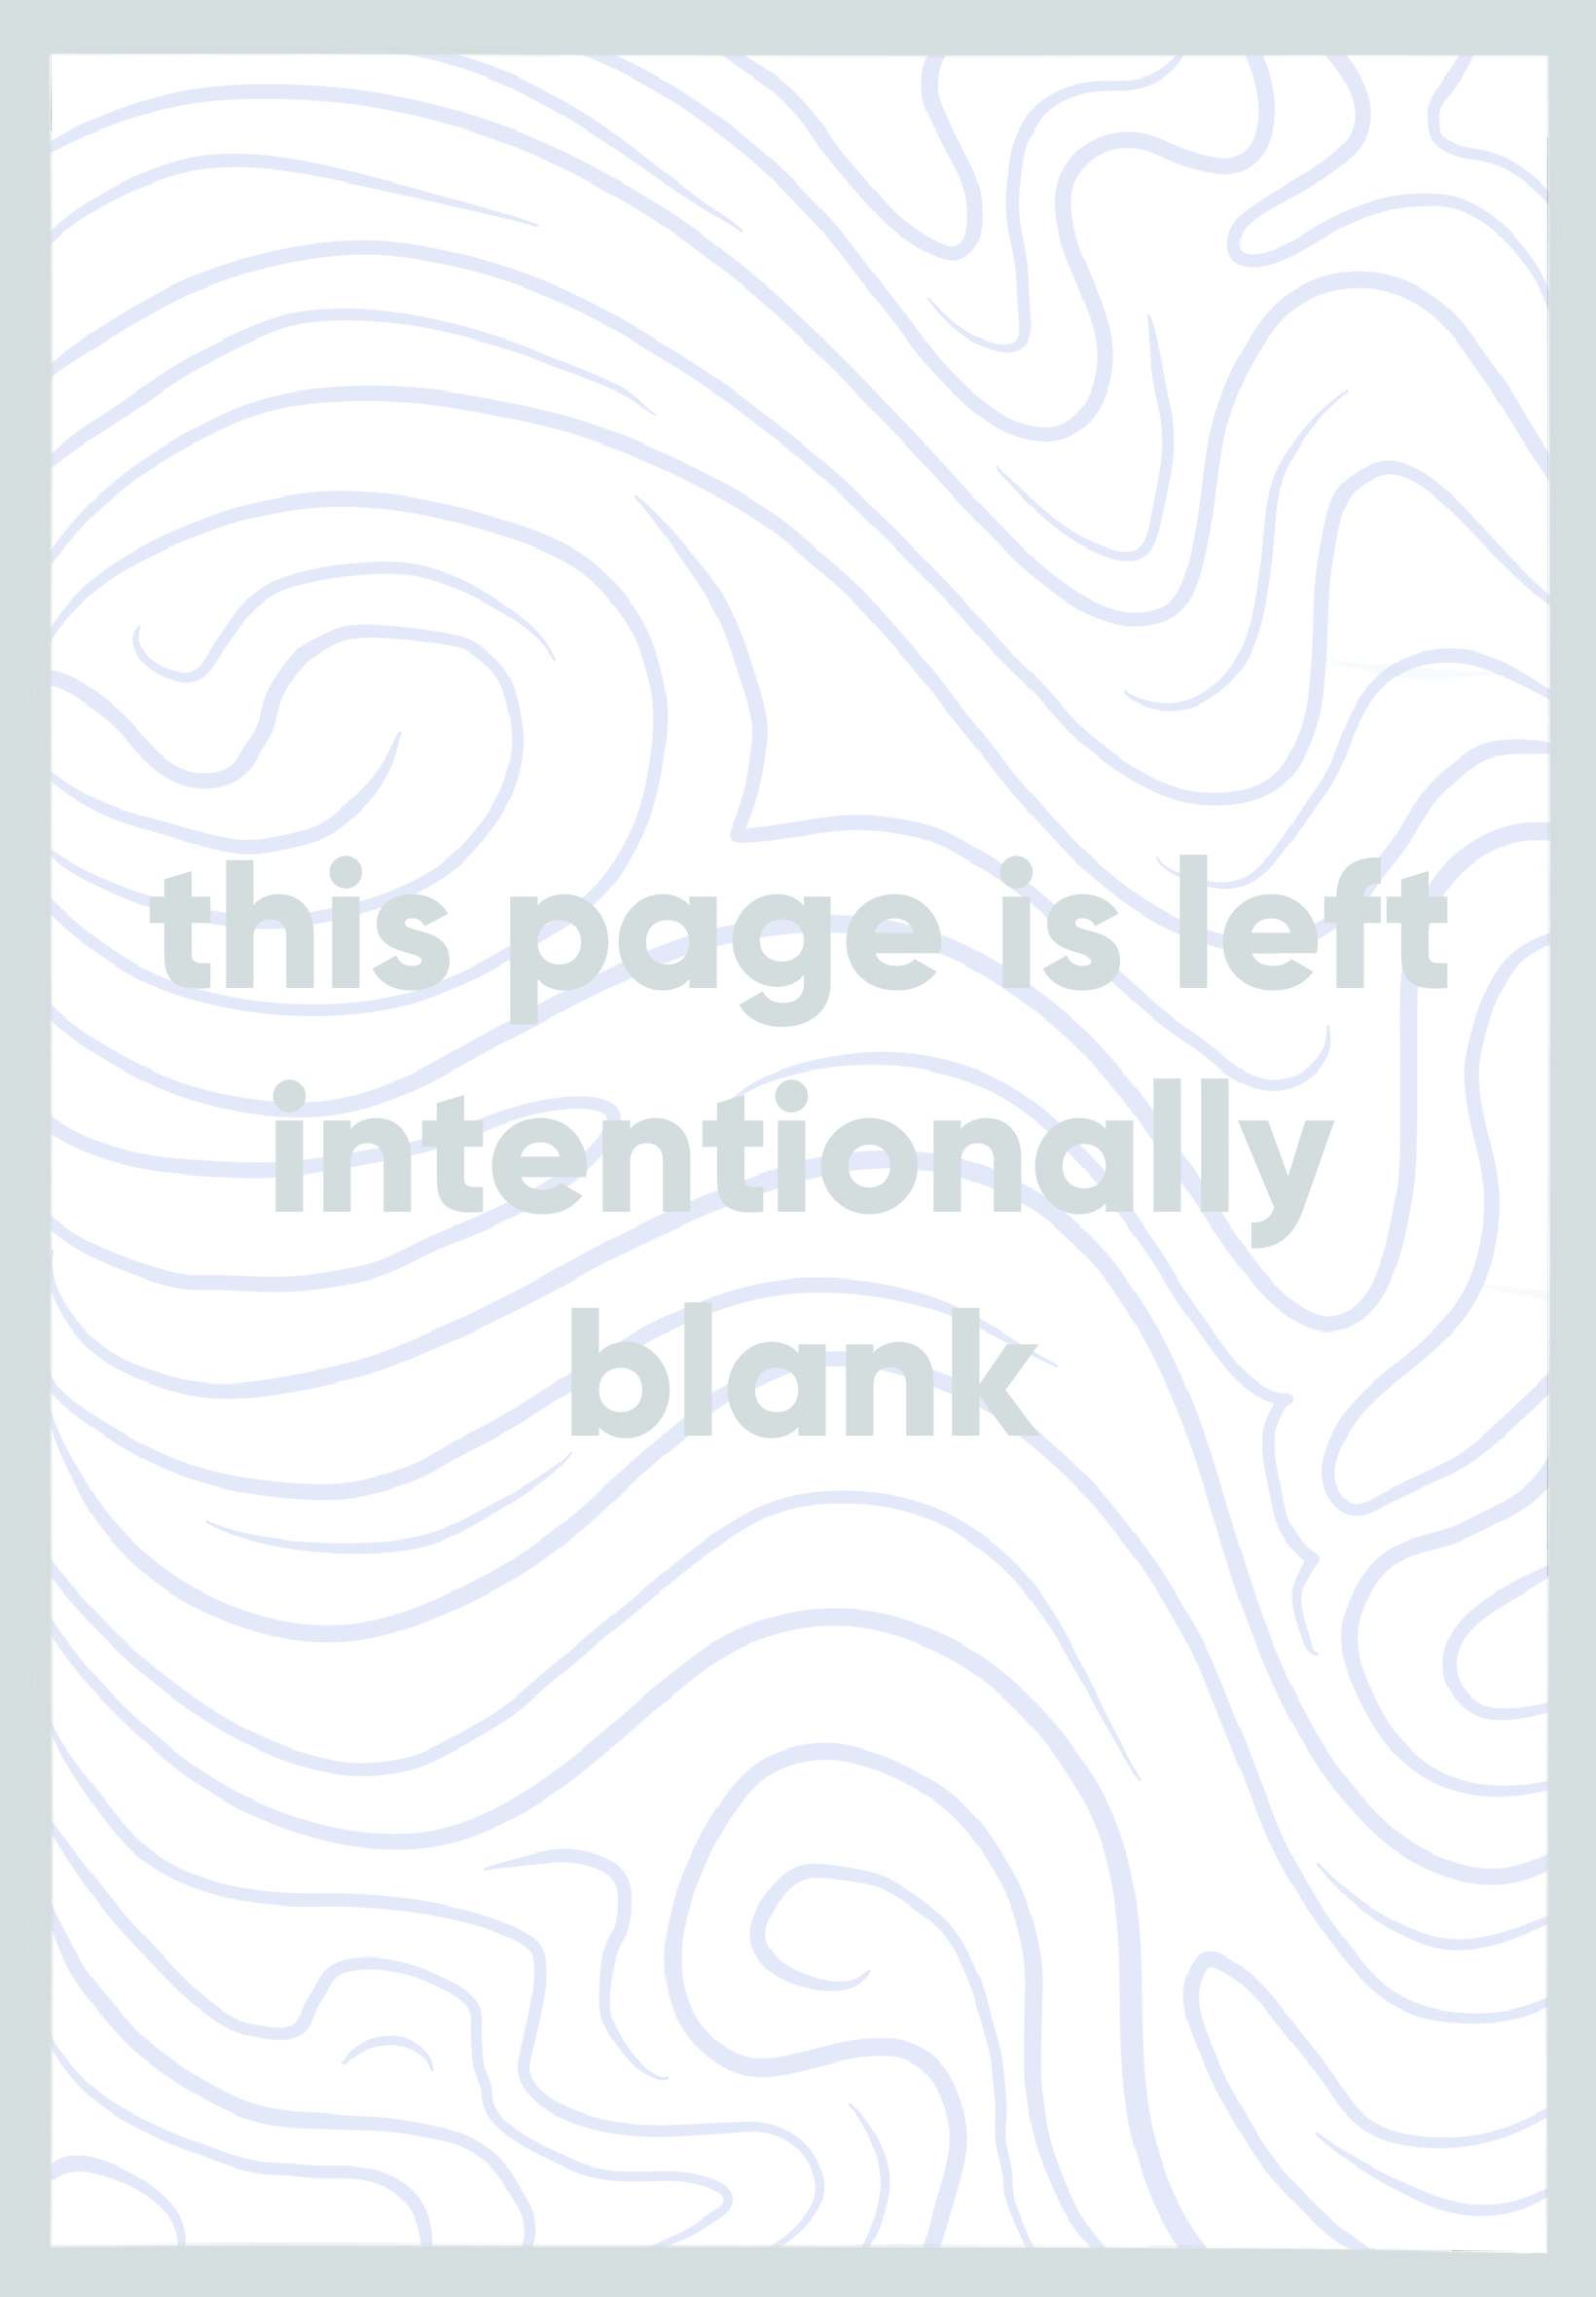 this page is left
intentionally
blank